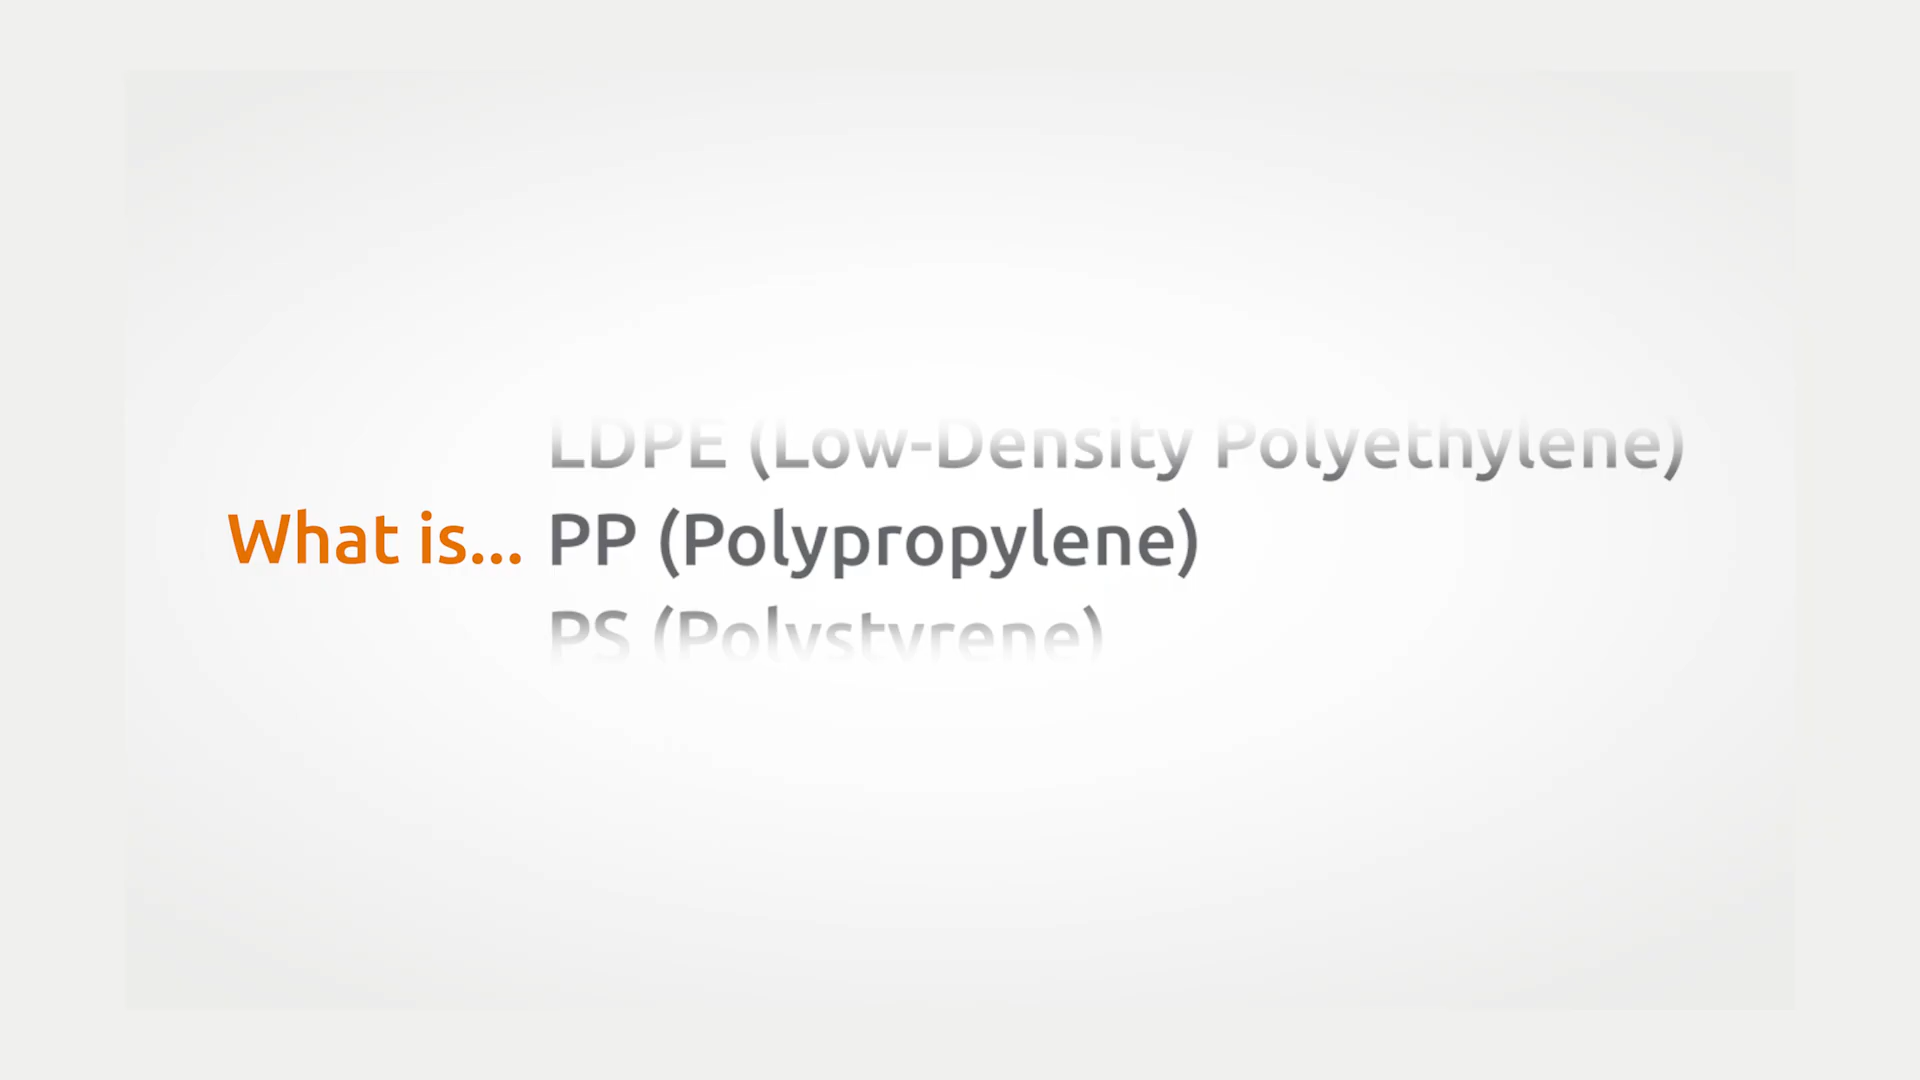 LDPE (Low-Density Polyethylene)
What is... PP (Polypropylene)
PS (Polystyrene)